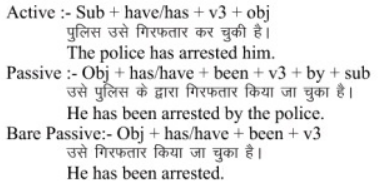 Active :- Sub + have/has + v3 + obj
पुलिस उसे गिरफतार कर चुकी है।
The police has arrested him.
Passive :- Obj + has/have + been + v3 + by + sub
उसे पुलिस के द्वारा गिरफतार किया जा चुका है।
He has been arrested by the police.
Bare Passive:- Obj + has/have + been + v3
उसे गिरफतार किया जा चुका है।
He has been arrested.